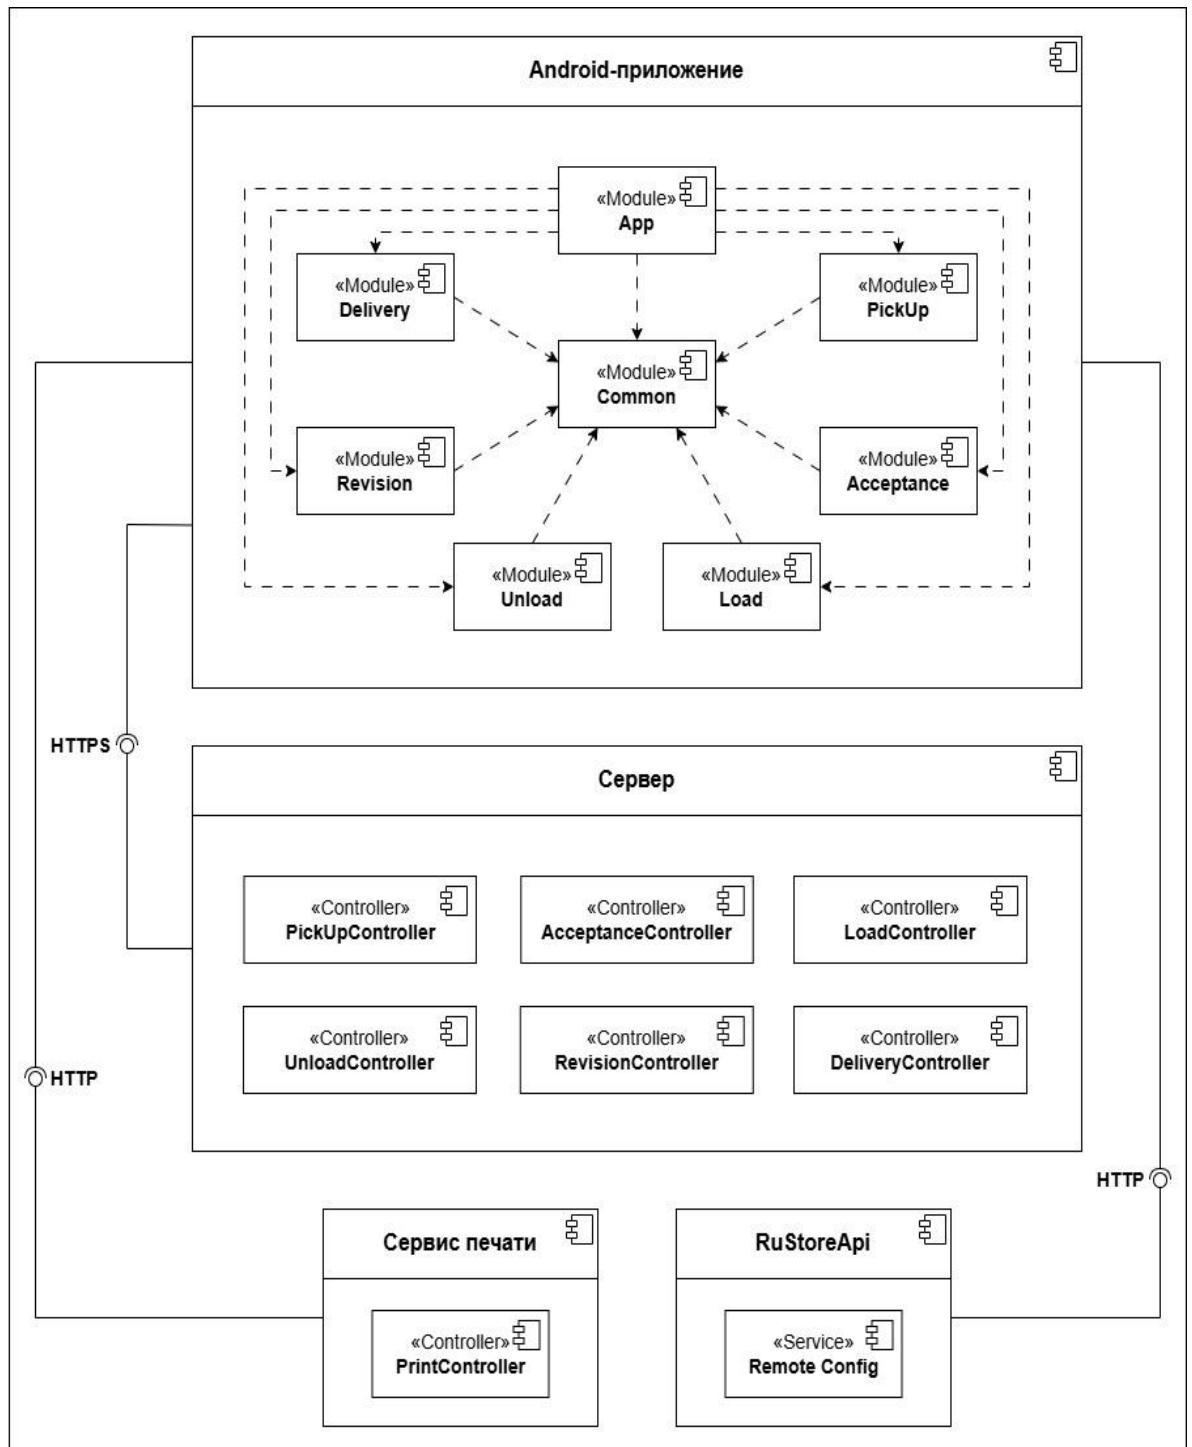 Android-приложение
«Module»
App
«Module»
Delivery
«Module»
PickUp
«Module»
Common
«Module»
Revision
«Module»
Acceptance
«Module»
Unload
«Module»
Load
HTTPS
Сервер
«Controller»
PickUpController
«Controller»
AcceptanceController
«Controller»
LoadController
«Controller»
UnloadController
«Controller»
RevisionController
«Controller»
DeliveryController
HTTP
HTTP
Сервис печати
«Controller»
PrintController
RuStoreApi
«Service»
Remote Config